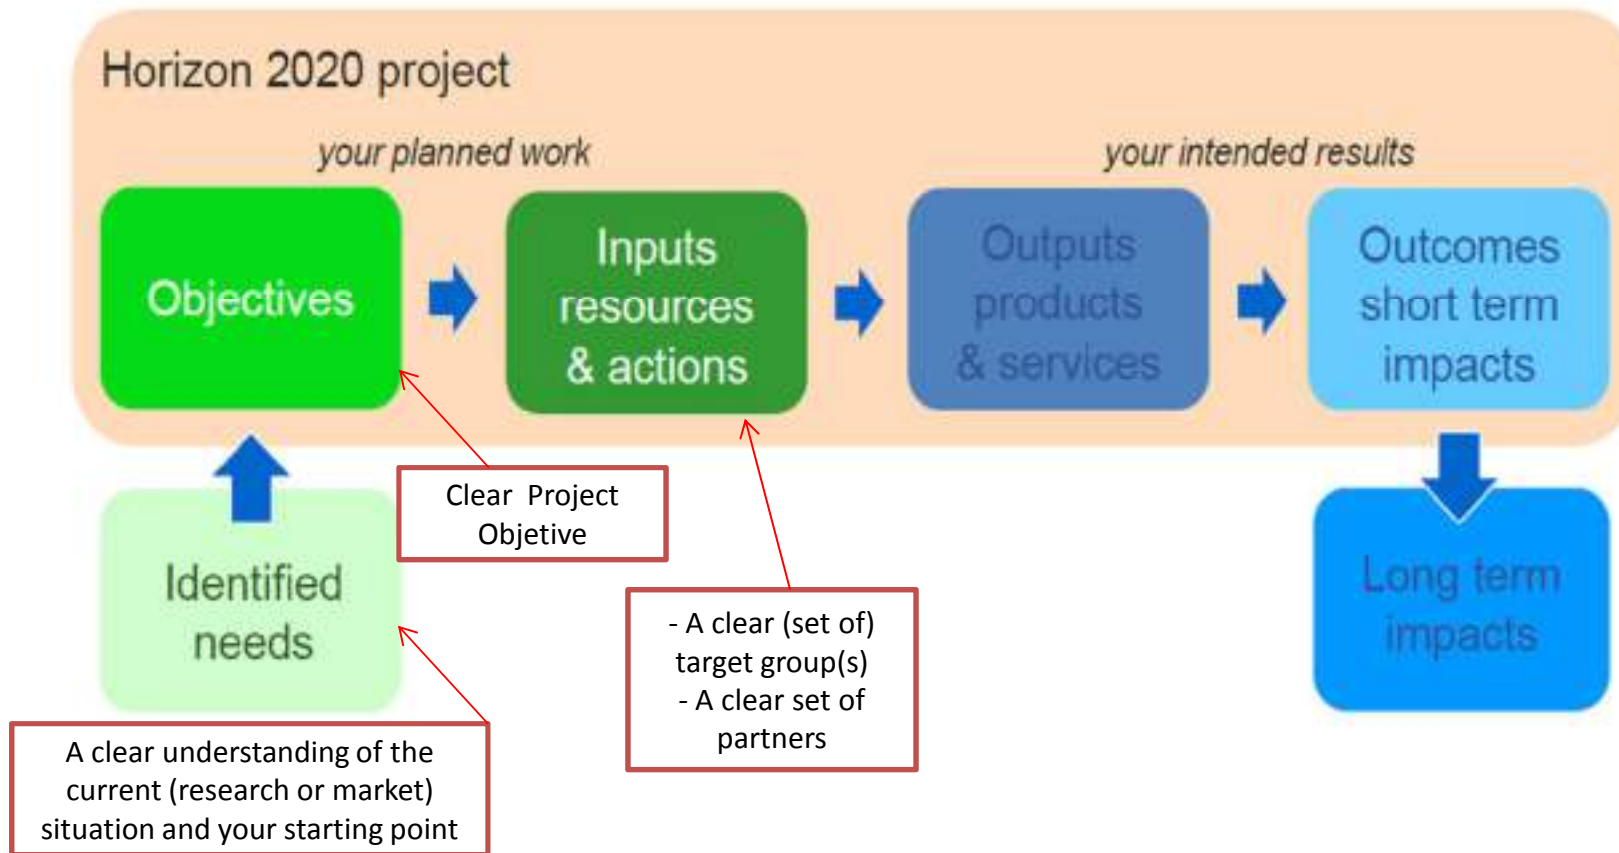 Horizon 2020 project
your planned work
your intended results
Objectives
Inputs
resources
& actions
Outputs
products
& services
Outcomes
short term
impacts
Clear Project
Objetive
Identified
needs
- A clear (set of)
target group(s)
- A clear set of
partners
Long term
impacts
A clear understanding of the
current (research or market)
situation and your starting point